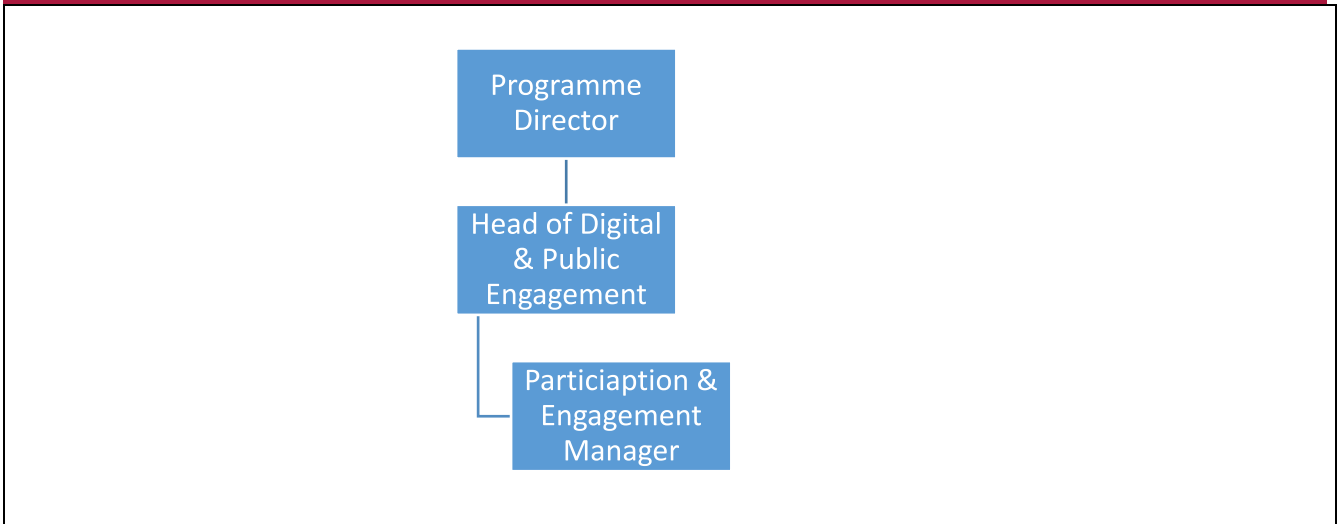 Programme
Director
Head of Digital
& Public
Engagement
Particiaption &
Engagement
Manager